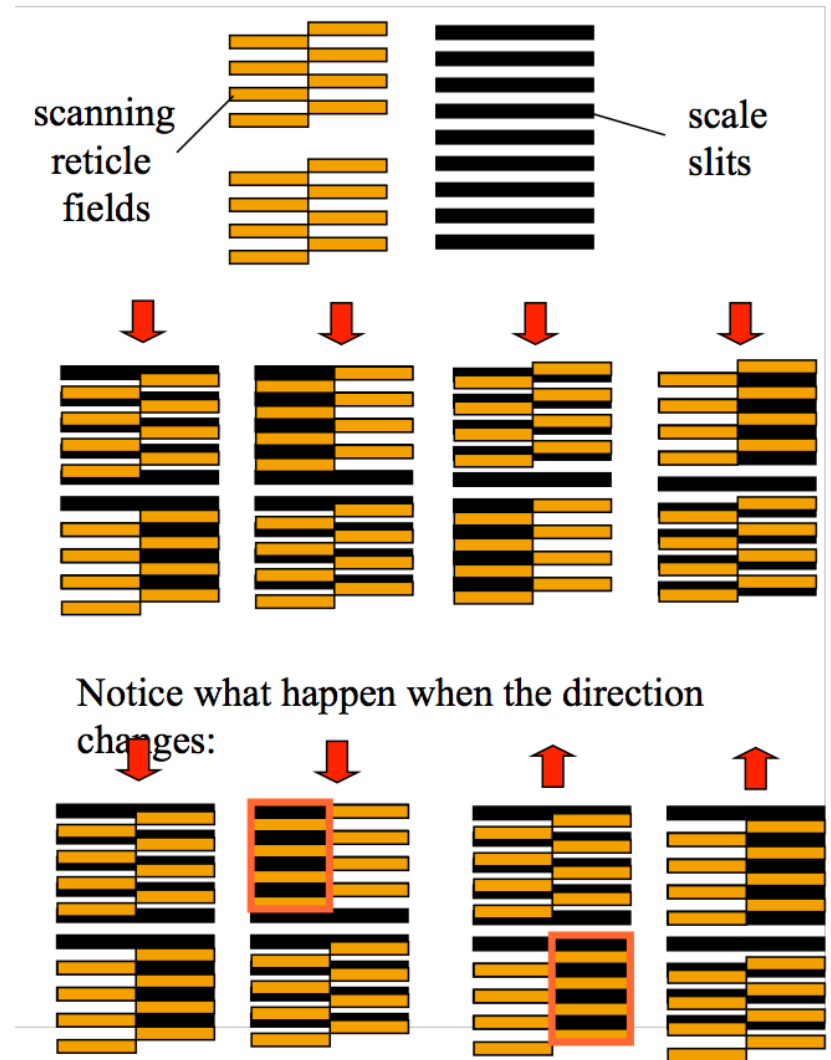 scanning
reticle
fields
scale
slits
Notice what happen when the direction
changes: